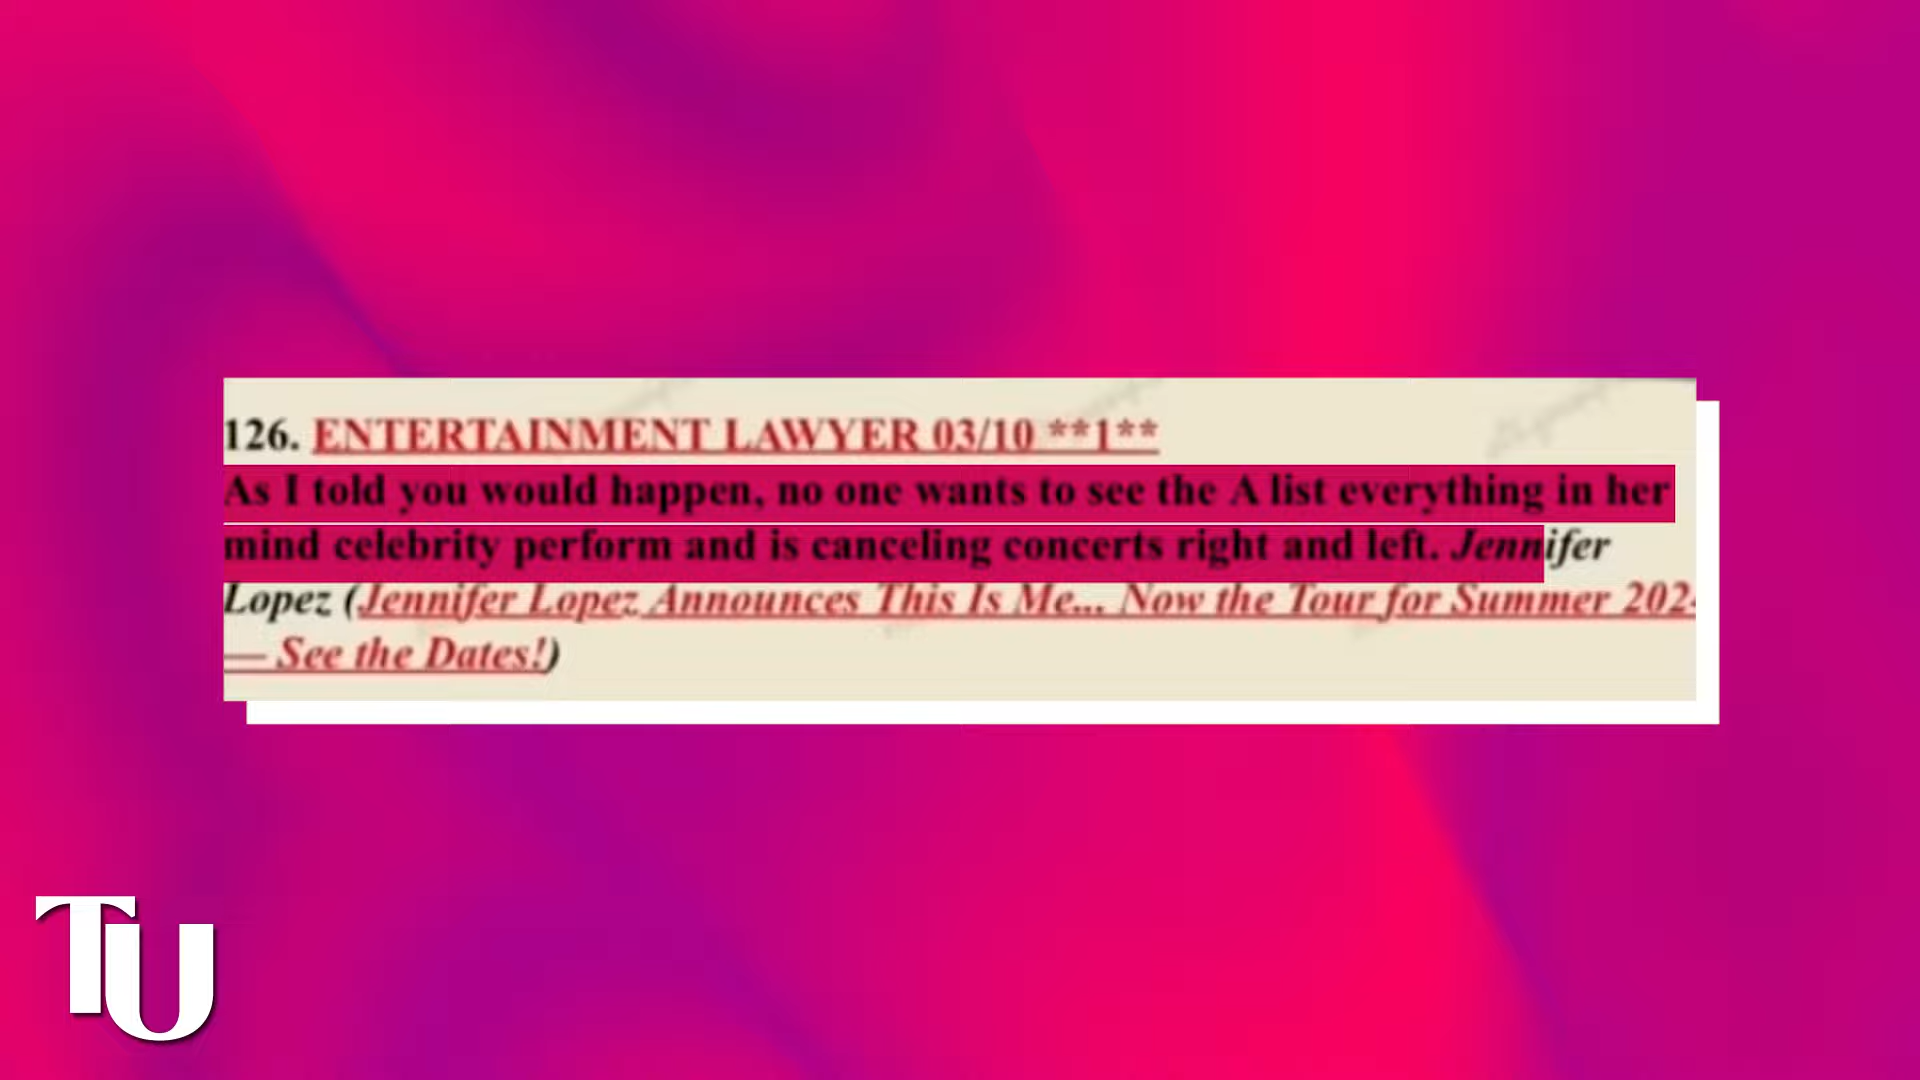 126. ENTERTAINMENT LAWYER 03/10 **1**
As I told you would happen, no one wants to see the A list everything in her
mind celebrity perform and is canceling concerts right and left. Jennifer
Lopez (Jennifer Lopez Announces This Is Me... Now the Tour for Summer 202
— See the Dates!)
TU